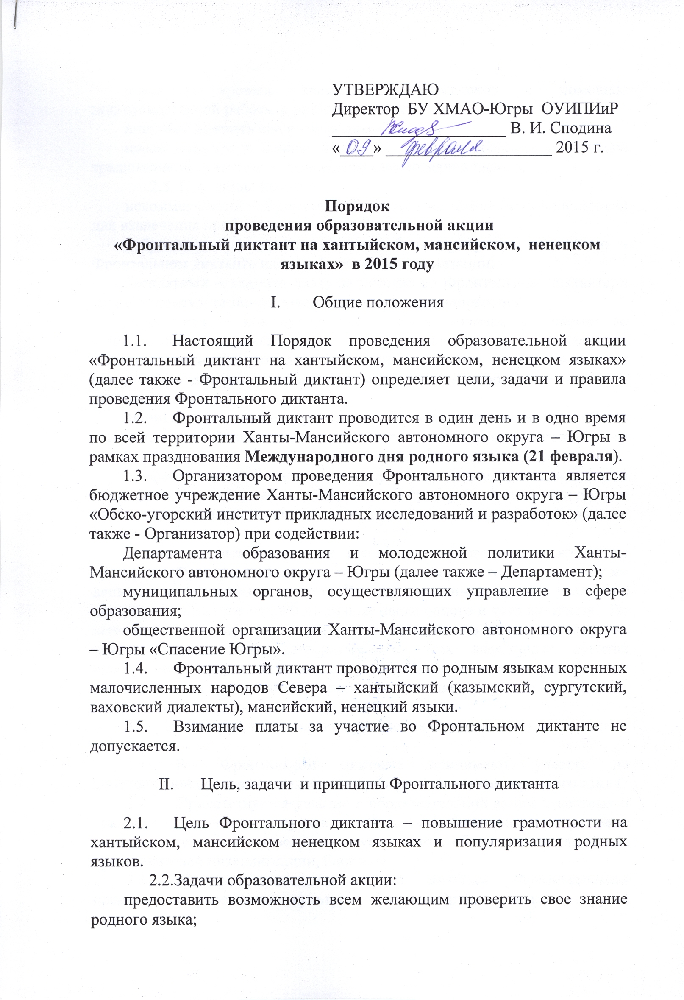 УТВЕРЖДАЮ
Директор БУ ХМАО-Югры ОУИПИиР
В. И. Сподина
«09» февраля 2015 г.
Порядок
проведения образовательной акции
«Фронтальный диктант на хантыйском, мансийском, ненецком
языках» в 2015 году
I. Общие положения
1.1. Настоящий Порядок проведения образовательной акции
«Фронтальный диктант на хантыйском, мансийском, ненецком языках»
(далее также - Фронтальный диктант) определяет цели, задачи и правила
проведения Фронтального диктанта.
1.2. Фронтальный диктант проводится в один день и в одно время
по всей территории Ханты-Мансийского автономного округа – Югры в
рамках празднования Международного дня родного языка (21 февраля).
1.3. Организатором проведения Фронтального диктанта является
бюджетное учреждение Ханты-Мансийского автономного округа – Югры
«Обско-угорский институт прикладных исследований и разработок» (далее
также - Организатор) при содействии:
Департамента образования и молодежной политики Ханты-
Мансийского автономного округа – Югры (далее также – Департамент);
муниципальных органов, осуществляющих управление в сфере
образования;
общественной организации Ханты-Мансийского автономного округа
– Югры «Спасение Югры».
1.4. Фронтальный диктант проводится по родным языкам коренных
малочисленных народов Севера – хантыйский (казымский, сургутский,
ваховский диалекты), мансийский, ненецкий языки.
1.5. Взимание платы за участие во Фронтальном диктанте не
допускается.
II. Цель, задачи и принципы Фронтального диктанта
2.1. Цель Фронтального диктанта – повышение грамотности на
хантыйском, мансийском ненецком языках и популяризация родных
языков.
2.2.Задачи образовательной акции:
предоставить возможность всем желающим проверить свое знание
родного языка;